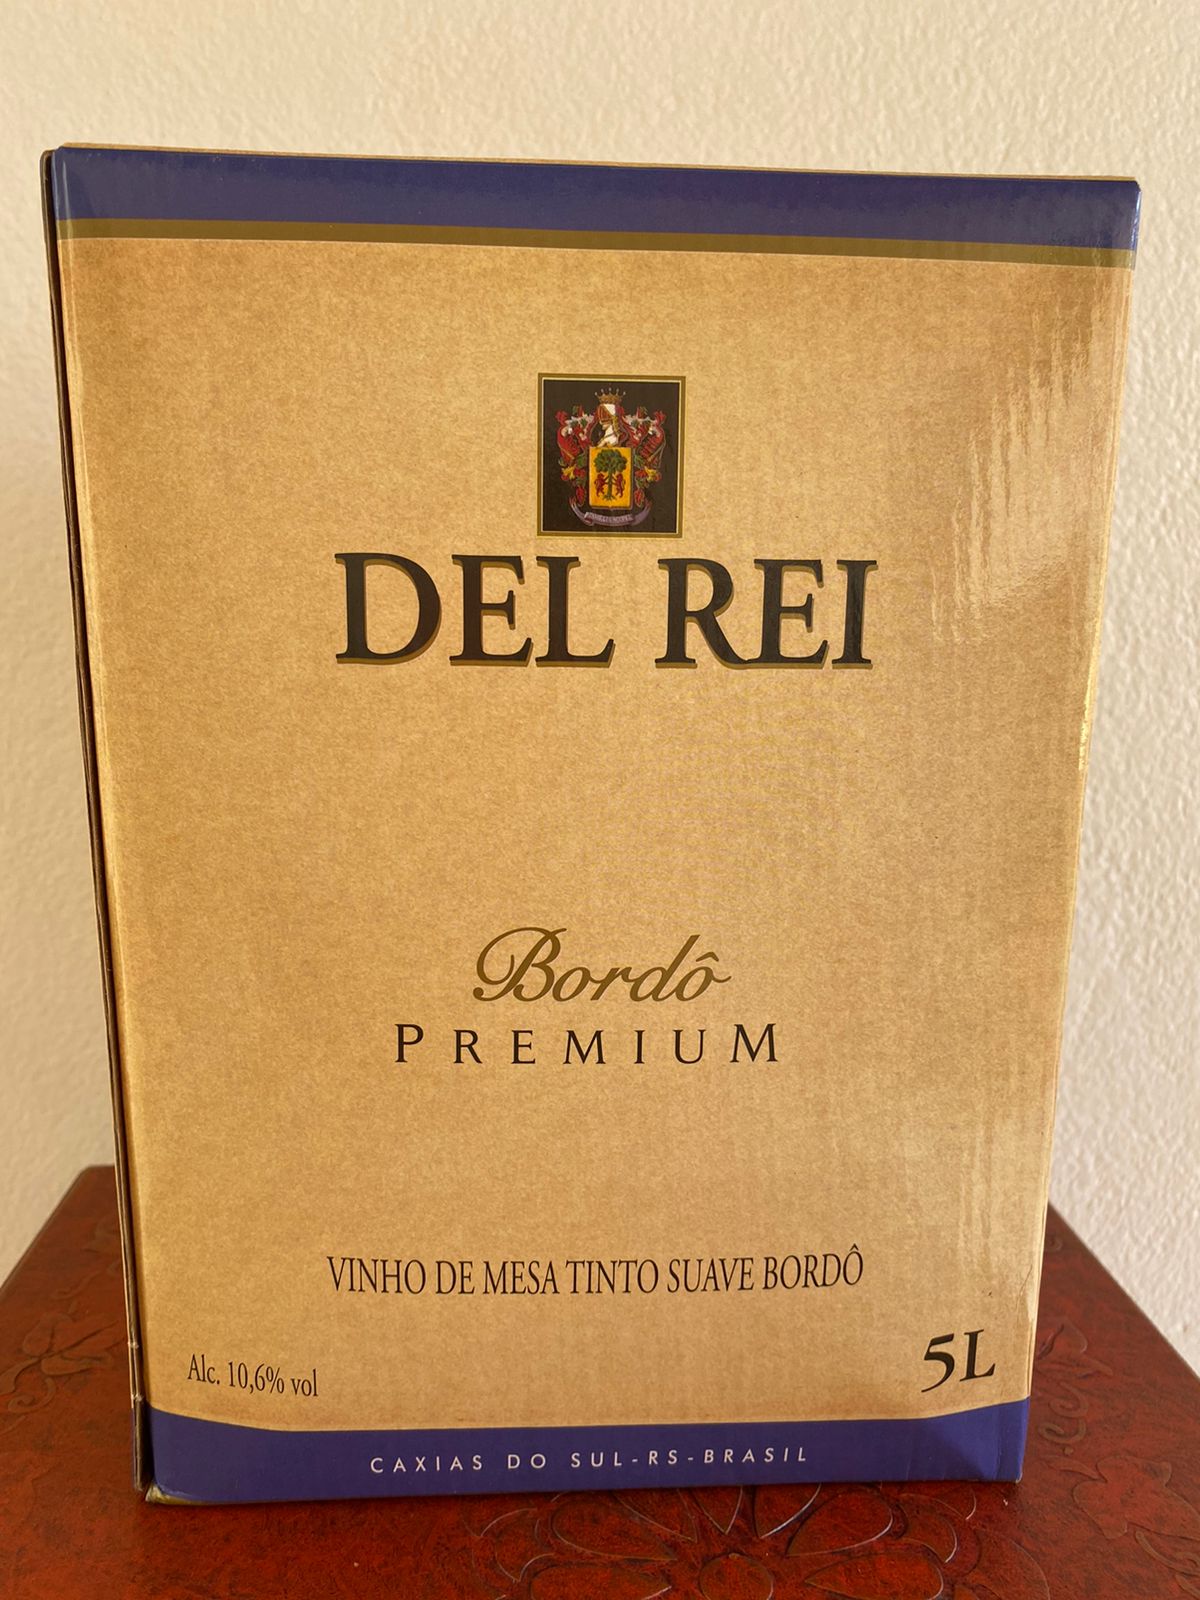 DEL REI
Bordô
PREMIUM
VINHO DE MESA TINTO SUAVE BORDÔ
Alc. 10,6% vol
5L
CAXIAS DO SUL-RS-BRASIL